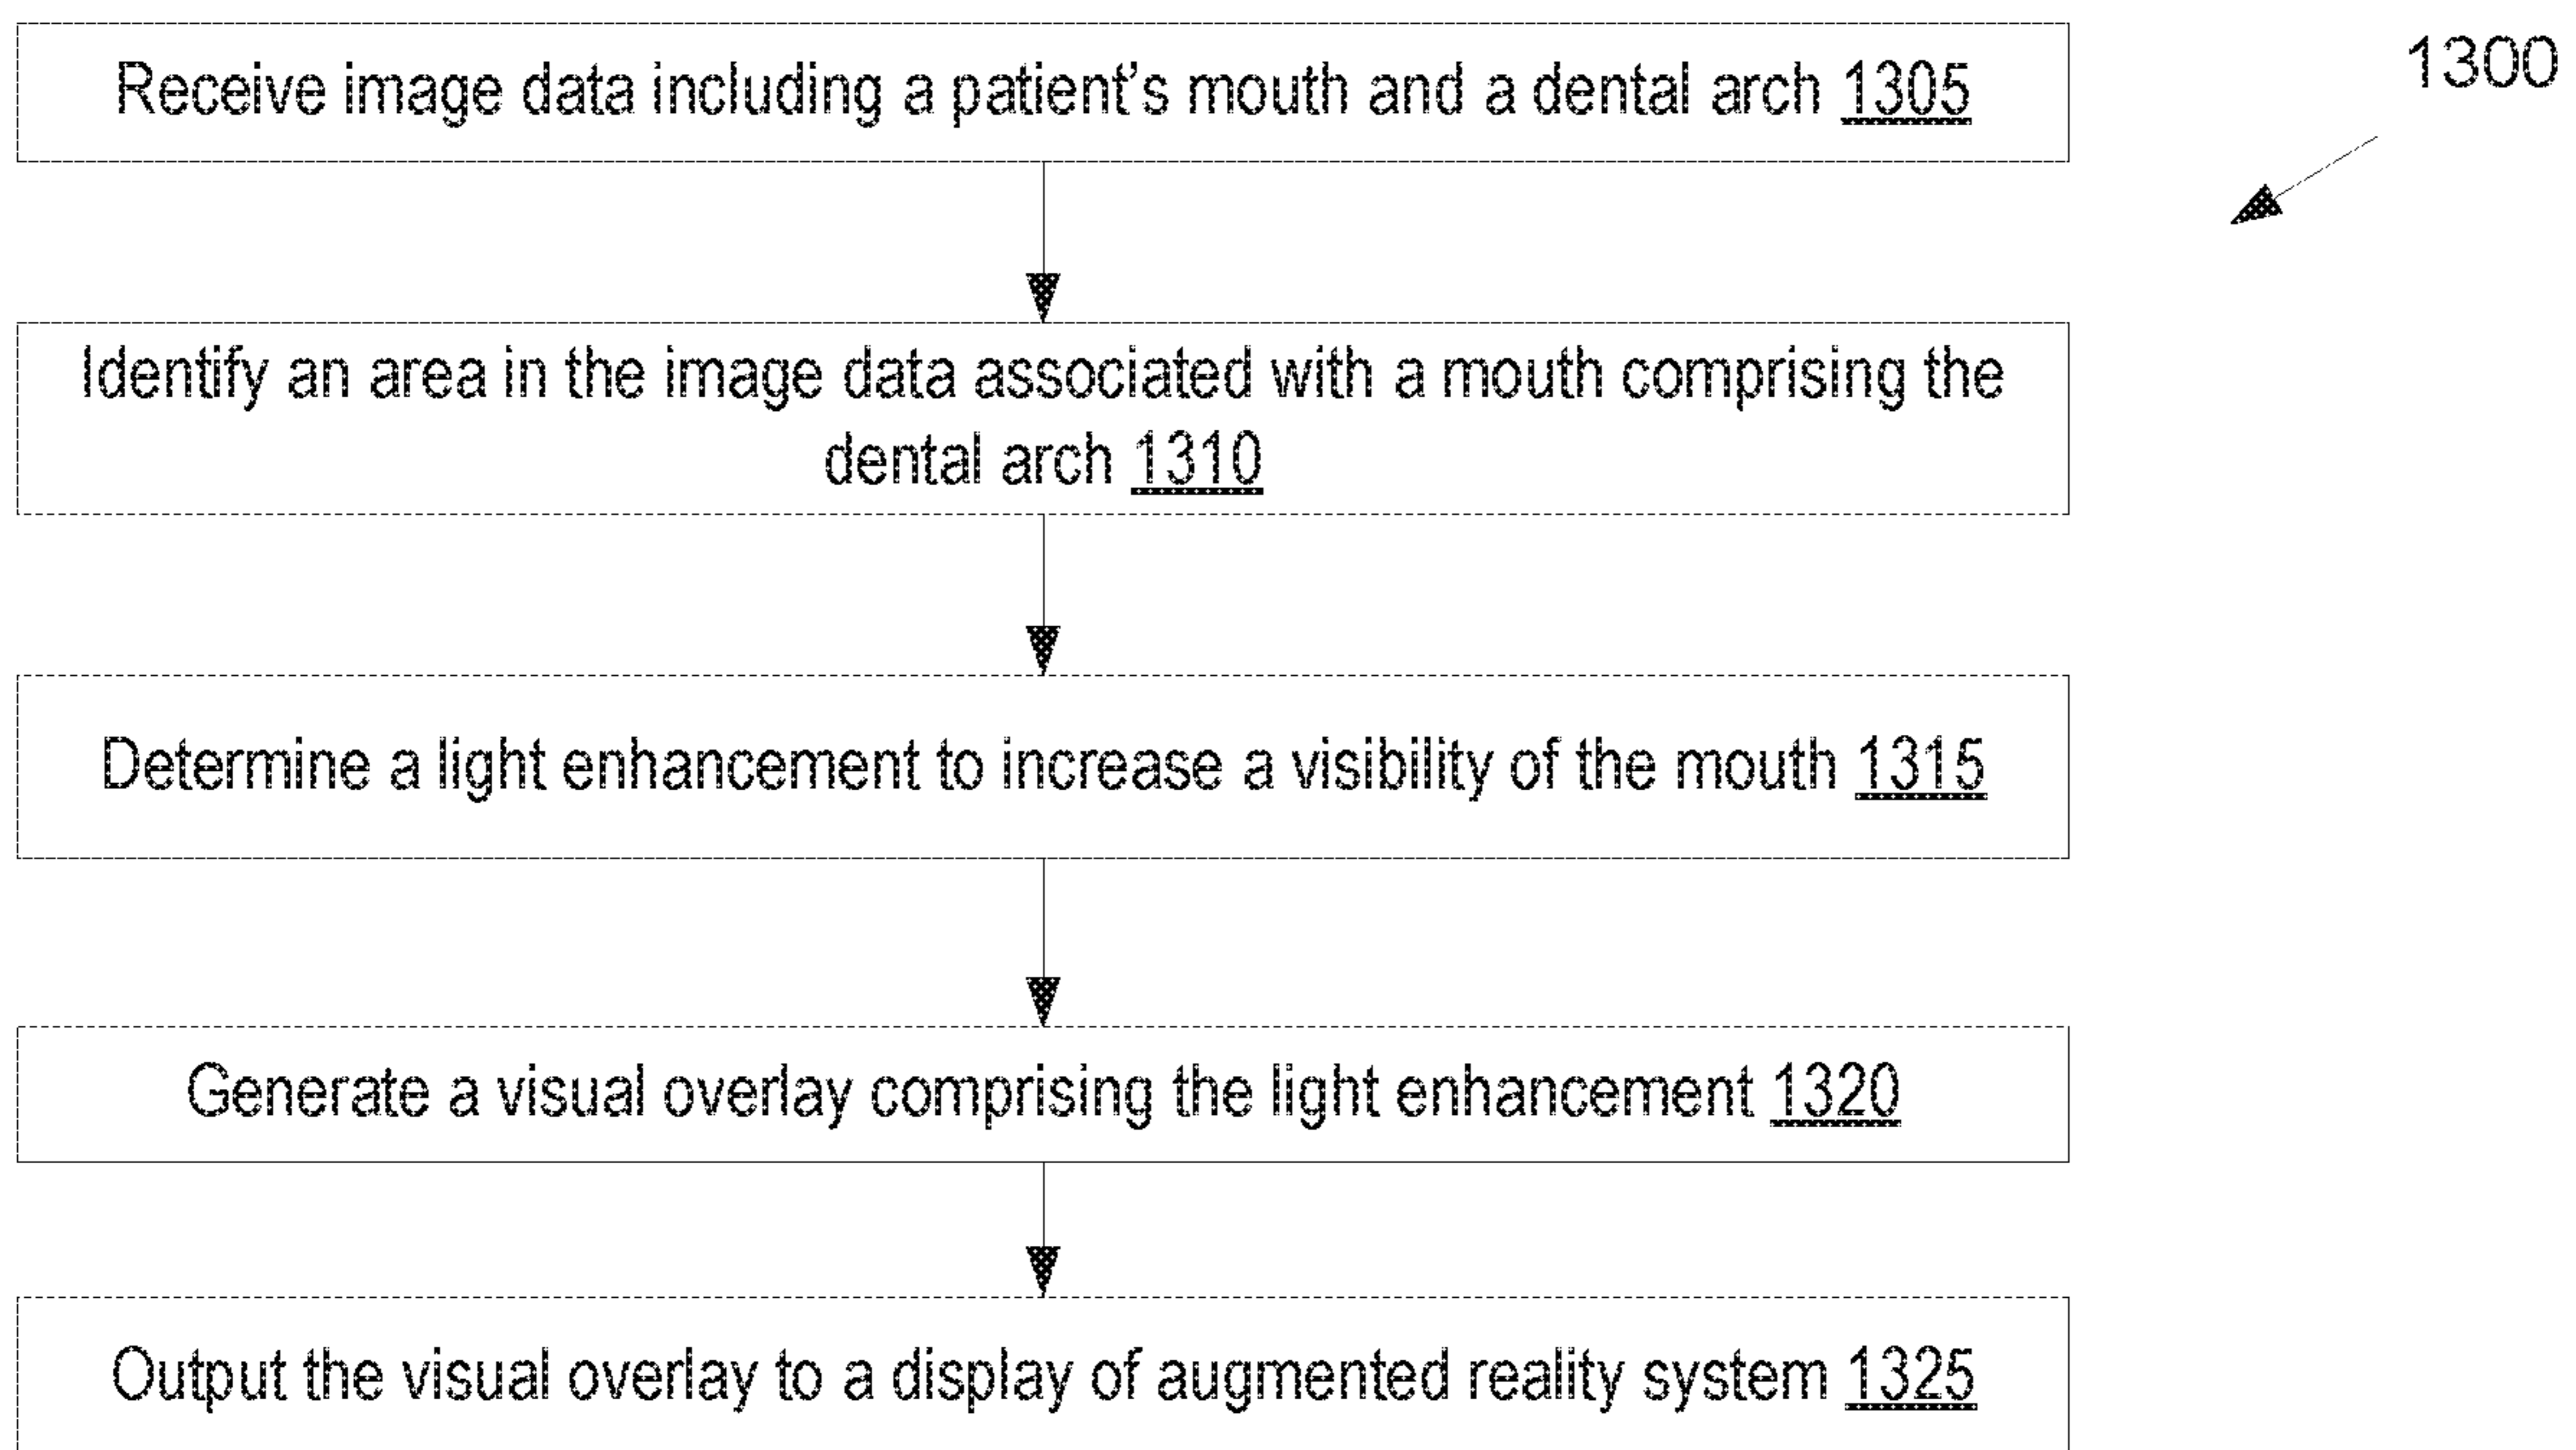 Receive image data including a patient's mouth and a dental arch 1305
1300
Identify an area in the image data associated with a mouth comprising the
dental arch 1310
Determine a light enhancement to increase a visibility of the mouth 1315
Generate a visual overlay comprising the light enhancement 1320
Output the visual overlay to a display of augmented reality system 1325